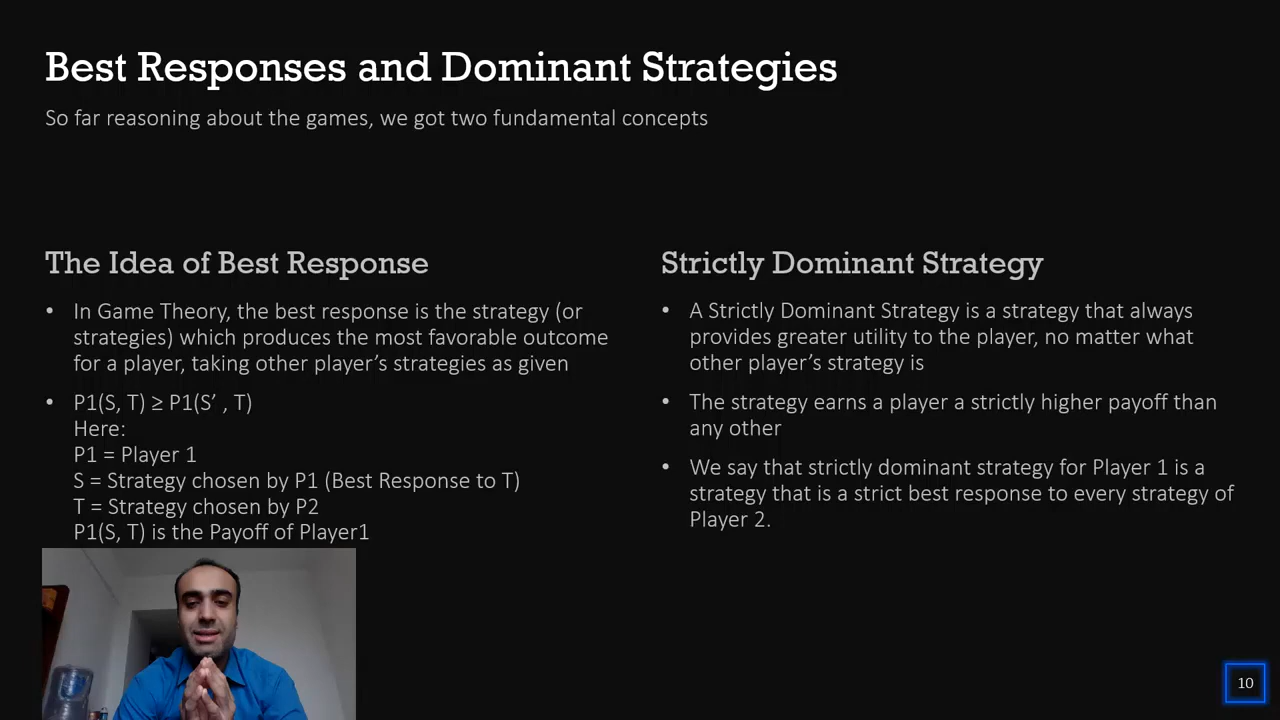 Best Responses and Dominant Strategies
So far reasoning about the games, we got two fundamental concepts
The Idea of Best Response
• In Game Theory, the best response is the strategy (or
strategies) which produces the most favorable outcome
for a player, taking other player’s strategies as given
• P1(S, T) ≥ P1(S’ , T)
Here:
P1 = Player 1
S = Strategy chosen by P1 (Best Response to T)
T = Strategy chosen by P2
P1(S, T) is the Payoff of Player1
Strictly Dominant Strategy
• A Strictly Dominant Strategy is a strategy that always
provides greater utility to the player, no matter what
other player’s strategy is
• The strategy earns a player a strictly higher payoff than
any other
• We say that strictly dominant strategy for Player 1 is a
strategy that is a strict best response to every strategy of
Player 2.
10